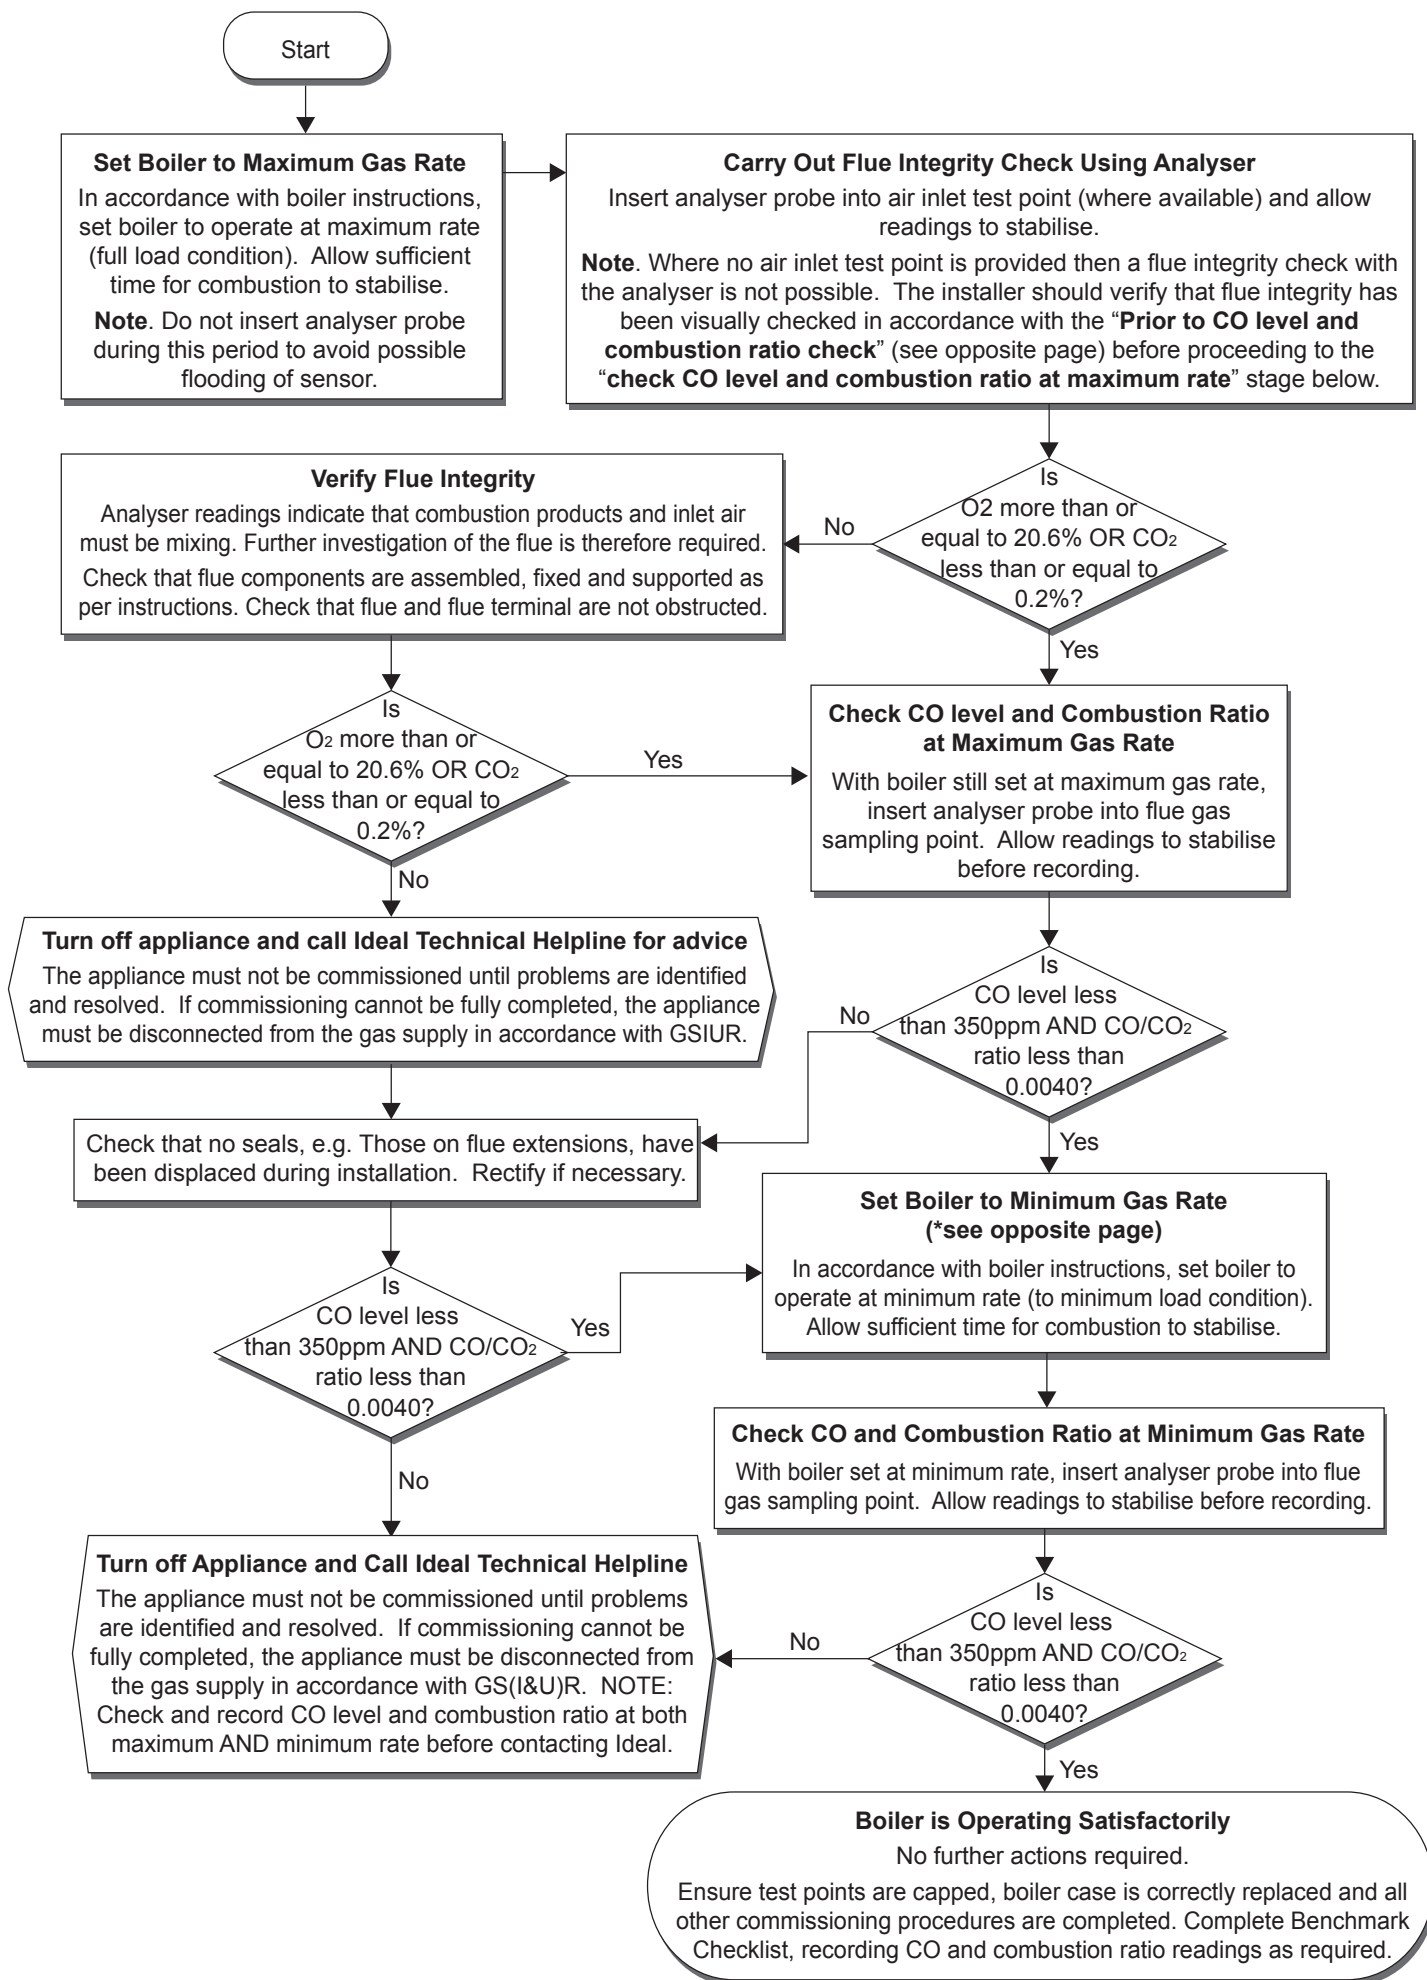 Start
Set Boiler to Maximum Gas Rate
In accordance with boiler instructions,
set boiler to operate at maximum rate
(full load condition).  Allow sufficient
time for combustion to stabilise.
Note. Do not insert analyser probe
during this period to avoid possible
flooding of sensor.
Carry Out Flue Integrity Check Using Analyser
Insert analyser probe into air inlet test point (where available) and allow
readings to stabilise.
Note. Where no air inlet test point is provided then a flue integrity check with
the analyser is not possible.  The installer should verify that flue integrity has
been visually checked in accordance with the “Prior to CO level and
combustion ratio check” (see opposite page) before proceeding to the
“check CO level and combustion ratio at maximum rate” stage below.
Is
O2 more than or
equal to 20.6% OR CO2
less than or equal to
0.2%?
No
Yes
Verify Flue Integrity
Analyser readings indicate that combustion products and inlet air
must be mixing. Further investigation of the flue is therefore required.
Check that flue components are assembled, fixed and supported as
per instructions. Check that flue and flue terminal are not obstructed.
Is
O2 more than or
equal to 20.6% OR CO2
less than or equal to
0.2%?
Yes
No
Check CO level and Combustion Ratio
at Maximum Gas Rate
With boiler still set at maximum gas rate,
insert analyser probe into flue gas
sampling point.  Allow readings to stabilise
before recording.
Turn off appliance and call Ideal Technical Helpline for advice
The appliance must not be commissioned until problems are identified
and resolved.  If commissioning cannot be fully completed, the appliance
must be disconnected from the gas supply in accordance with GSIUR.
Is
CO level less
than 350ppm AND CO/CO2
ratio less than
0.0040?
No
Yes
Check that no seals, e.g. Those on flue extensions, have
been displaced during installation.  Rectify if necessary.
Set Boiler to Minimum Gas Rate
(*see opposite page)
In accordance with boiler instructions, set boiler to
operate at minimum rate (to minimum load condition).
Allow sufficient time for combustion to stabilise.
Is
CO level less
than 350ppm AND CO/CO2
ratio less than
0.0040?
Yes
No
Check CO and Combustion Ratio at Minimum Gas Rate
With boiler set at minimum rate, insert analyser probe into flue
gas sampling point.  Allow readings to stabilise before recording.
Turn off Appliance and Call Ideal Technical Helpline
The appliance must not be commissioned until problems
are identified and resolved.  If commissioning cannot be
fully completed, the appliance must be disconnected from
the gas supply in accordance with GS(I&U)R.  NOTE:
Check and record CO level and combustion ratio at both
maximum AND minimum rate before contacting Ideal.
Is
CO level less
than 350ppm AND CO/CO2
ratio less than
0.0040?
No
Yes
Boiler is Operating Satisfactorily
No further actions required.
Ensure test points are capped, boiler case is correctly replaced and all
other commissioning procedures are completed. Complete Benchmark
Checklist, recording CO and combustion ratio readings as required.